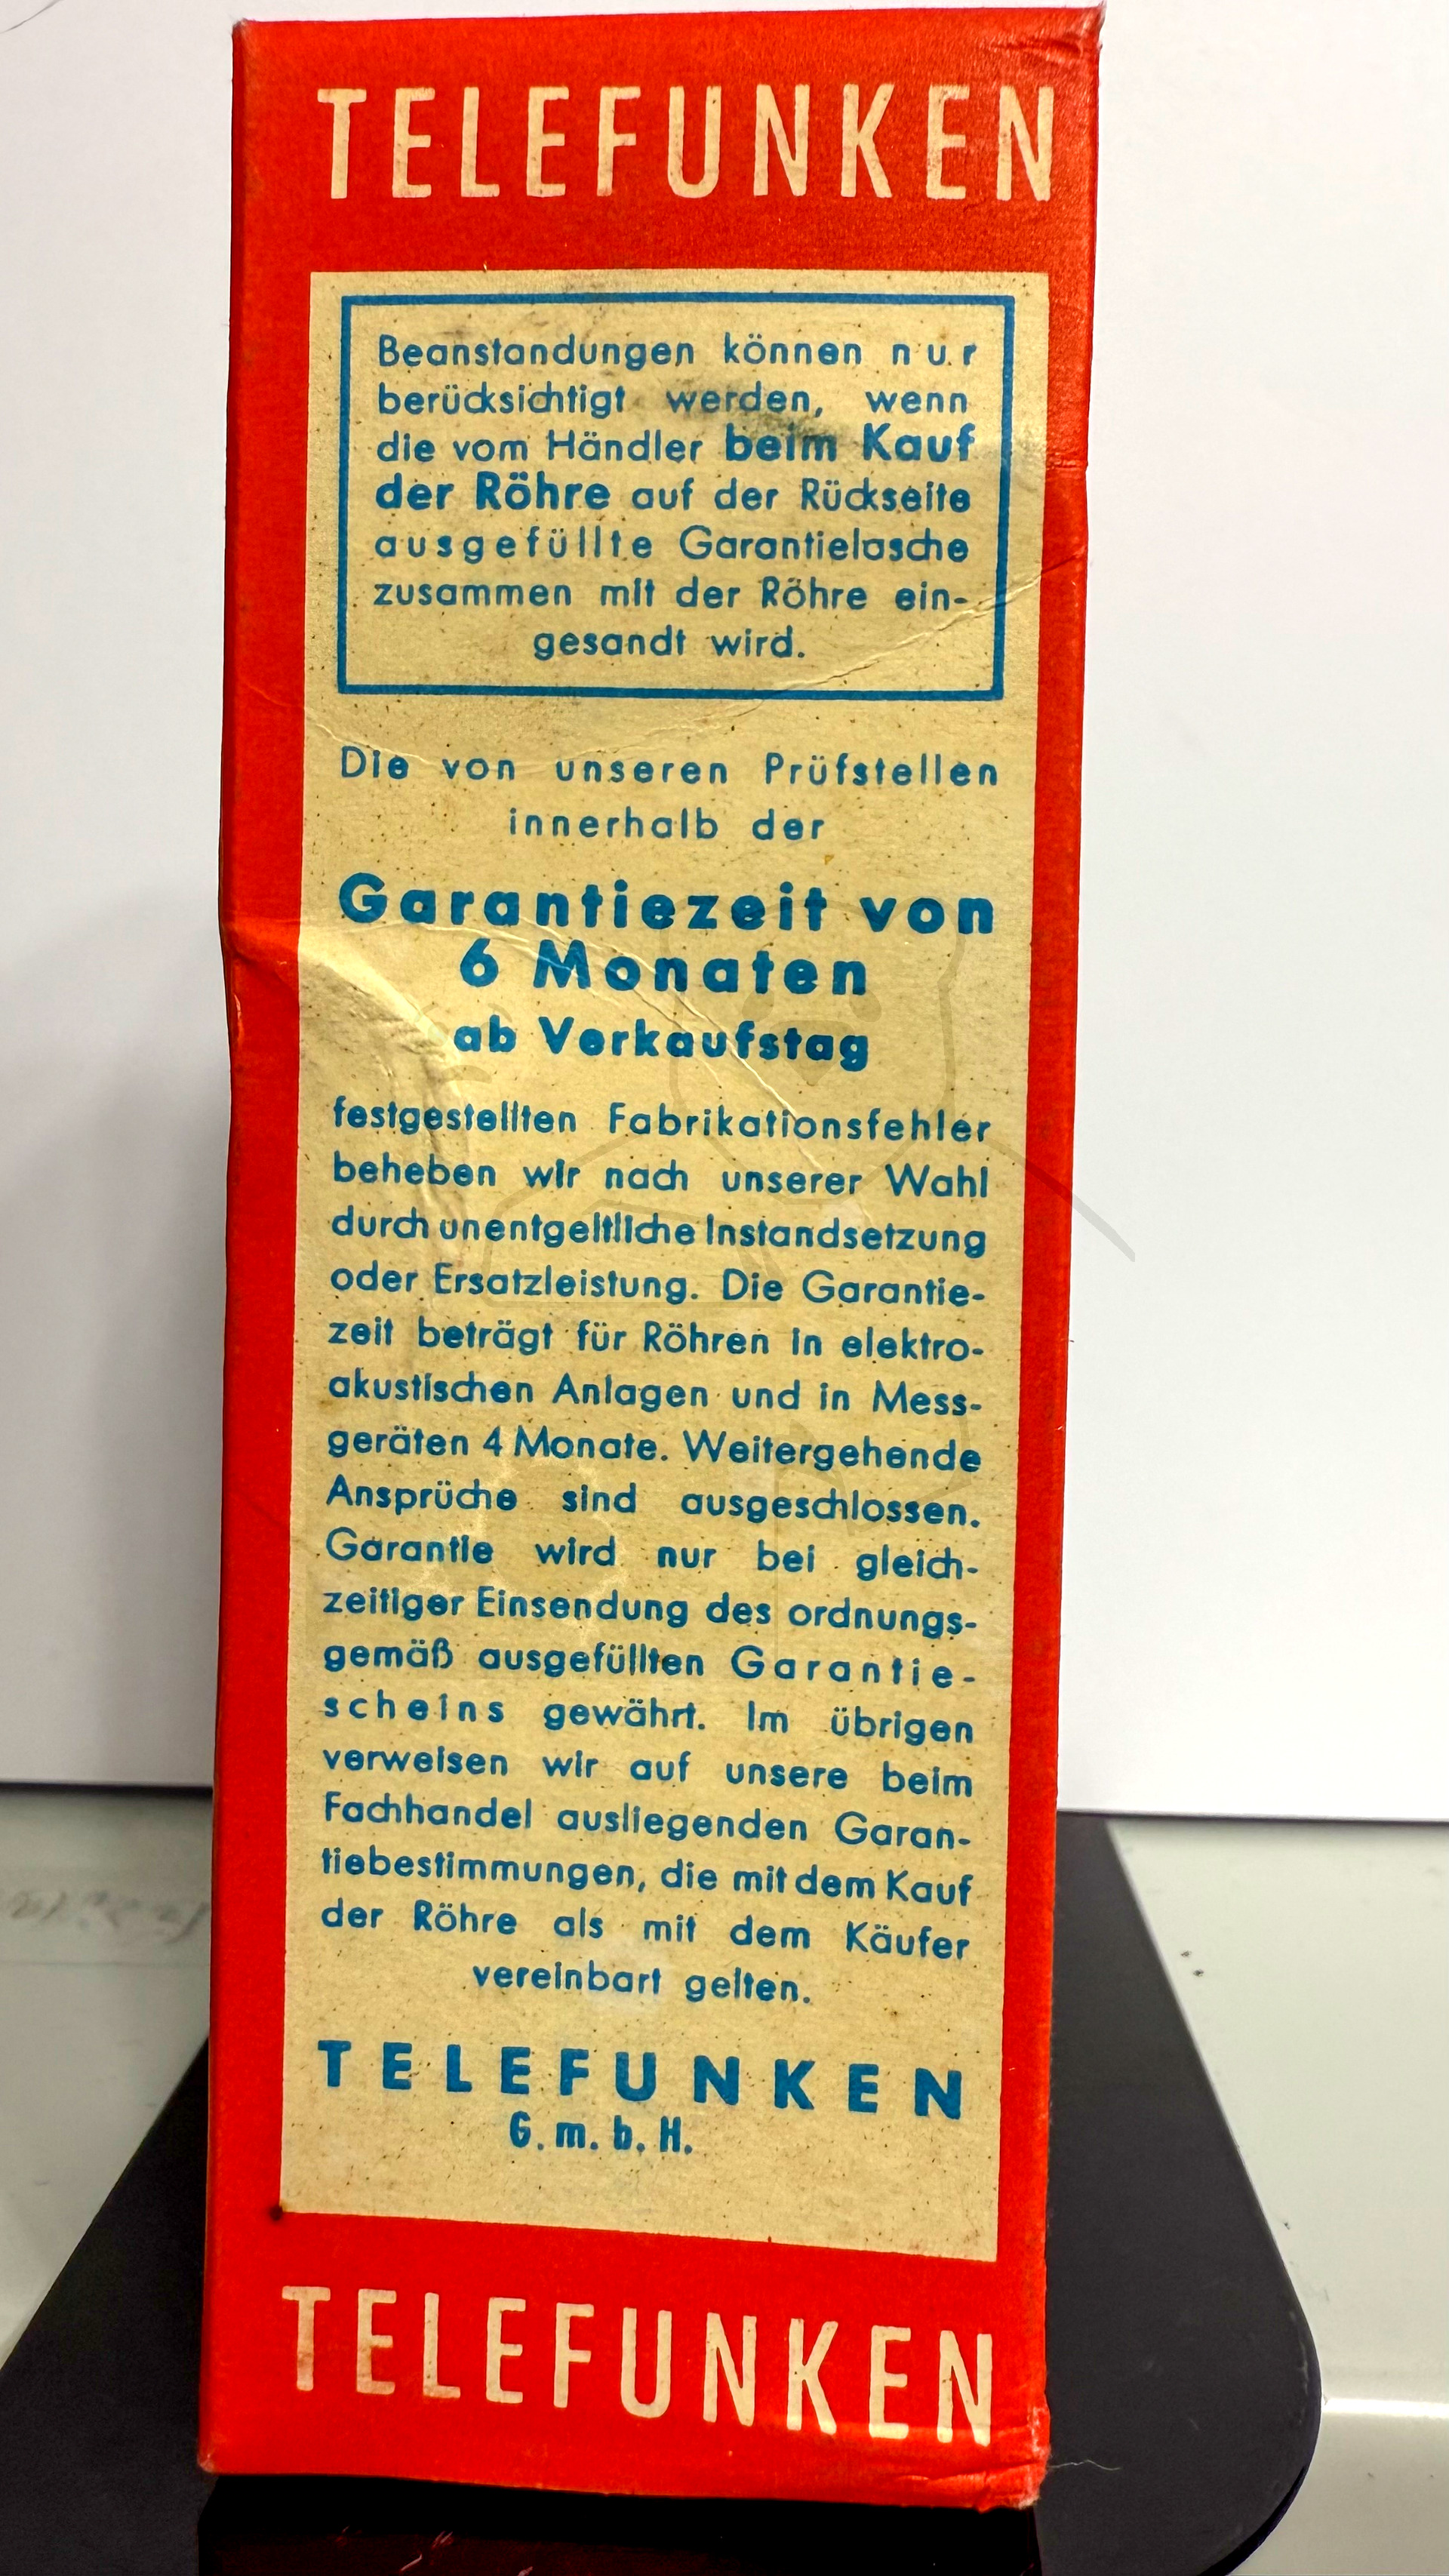 TELEFUNKEN
Beanstandungen können nur
berücksichtigt werden, wenn
die vom Händler beim Kauf
der Röhre auf der Rückseite
ausgefüllte Garantielasche
zusammen mit der Röhre ein-
gesandt wird.
Die von unseren Prüfstellen
innerhalb der
Garantiezeit von
6 Monaten
ab Verkaufstag
festgestellten Fabrikationsfehler
beheben wir nach unserer Wahl
durch unentgeltliche Instandsetzung
oder Ersatzleistung. Die Garantie-
zeit beträgt für Röhren in elektro-
akustischen Anlagen und in Mess-
geräten 4 Monate. Weitergehende
Ansprüche sind ausgeschlossen.
Garantie wird nur bei gleich-
zeitiger Einsendung des ordnungs-
gemäß ausgefüllten Garantie-
scheins gewährt. Im übrigen
verweisen wir auf unsere beim
Fachhandel ausliegenden Garan-
tiebestimmungen, die mit dem Kauf
der Röhre als mit dem Käufer
vereinbart gelten.
TELEFUNKEN
G.m.b.H.
TELEFUNKEN